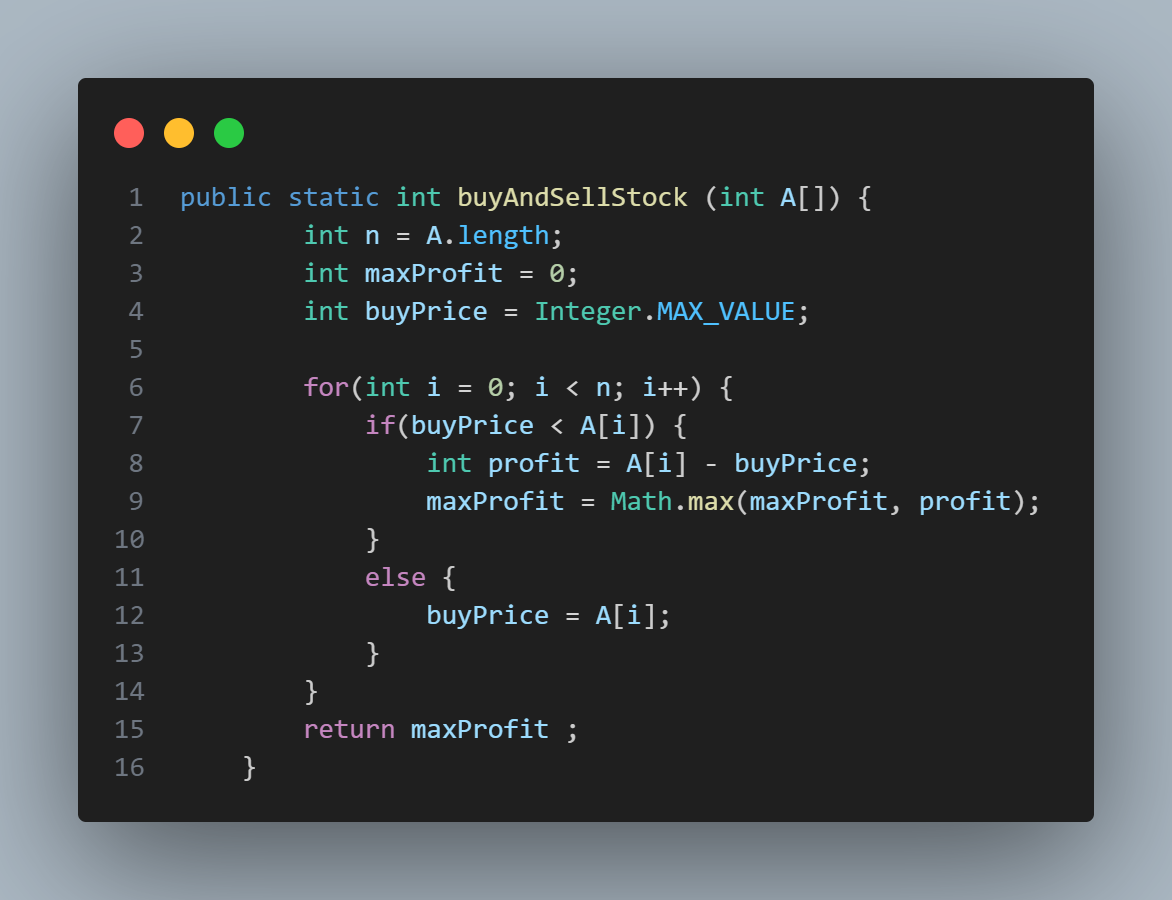 1 public static int buyAndSellStock (int A[]) {
2         int n = A.length;
3         int maxProfit = 0;
4         int buyPrice = Integer.MAX_VALUE;
5
6         for(int i = 0; i < n; i++) {
7             if(buyPrice < A[i]) {
8                 int profit = A[i] - buyPrice;
9                 maxProfit = Math.max(maxProfit, profit);
10             }
11             else {
12                 buyPrice = A[i];
13             }
14         }
15         return maxProfit ;
16     }